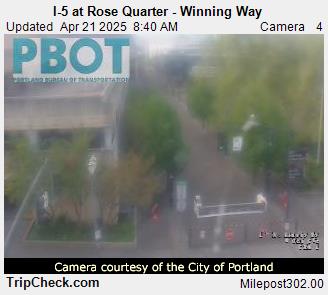 I-5 at Rose Quarter - Winning Way
Updated Apr 21 2025 8:40 AM Camera 4
PBOT
PORTLAND BUREAU OF TRANSPORTATION
Camera courtesy of the City of Portland
TripCheck.com Milepost302.00